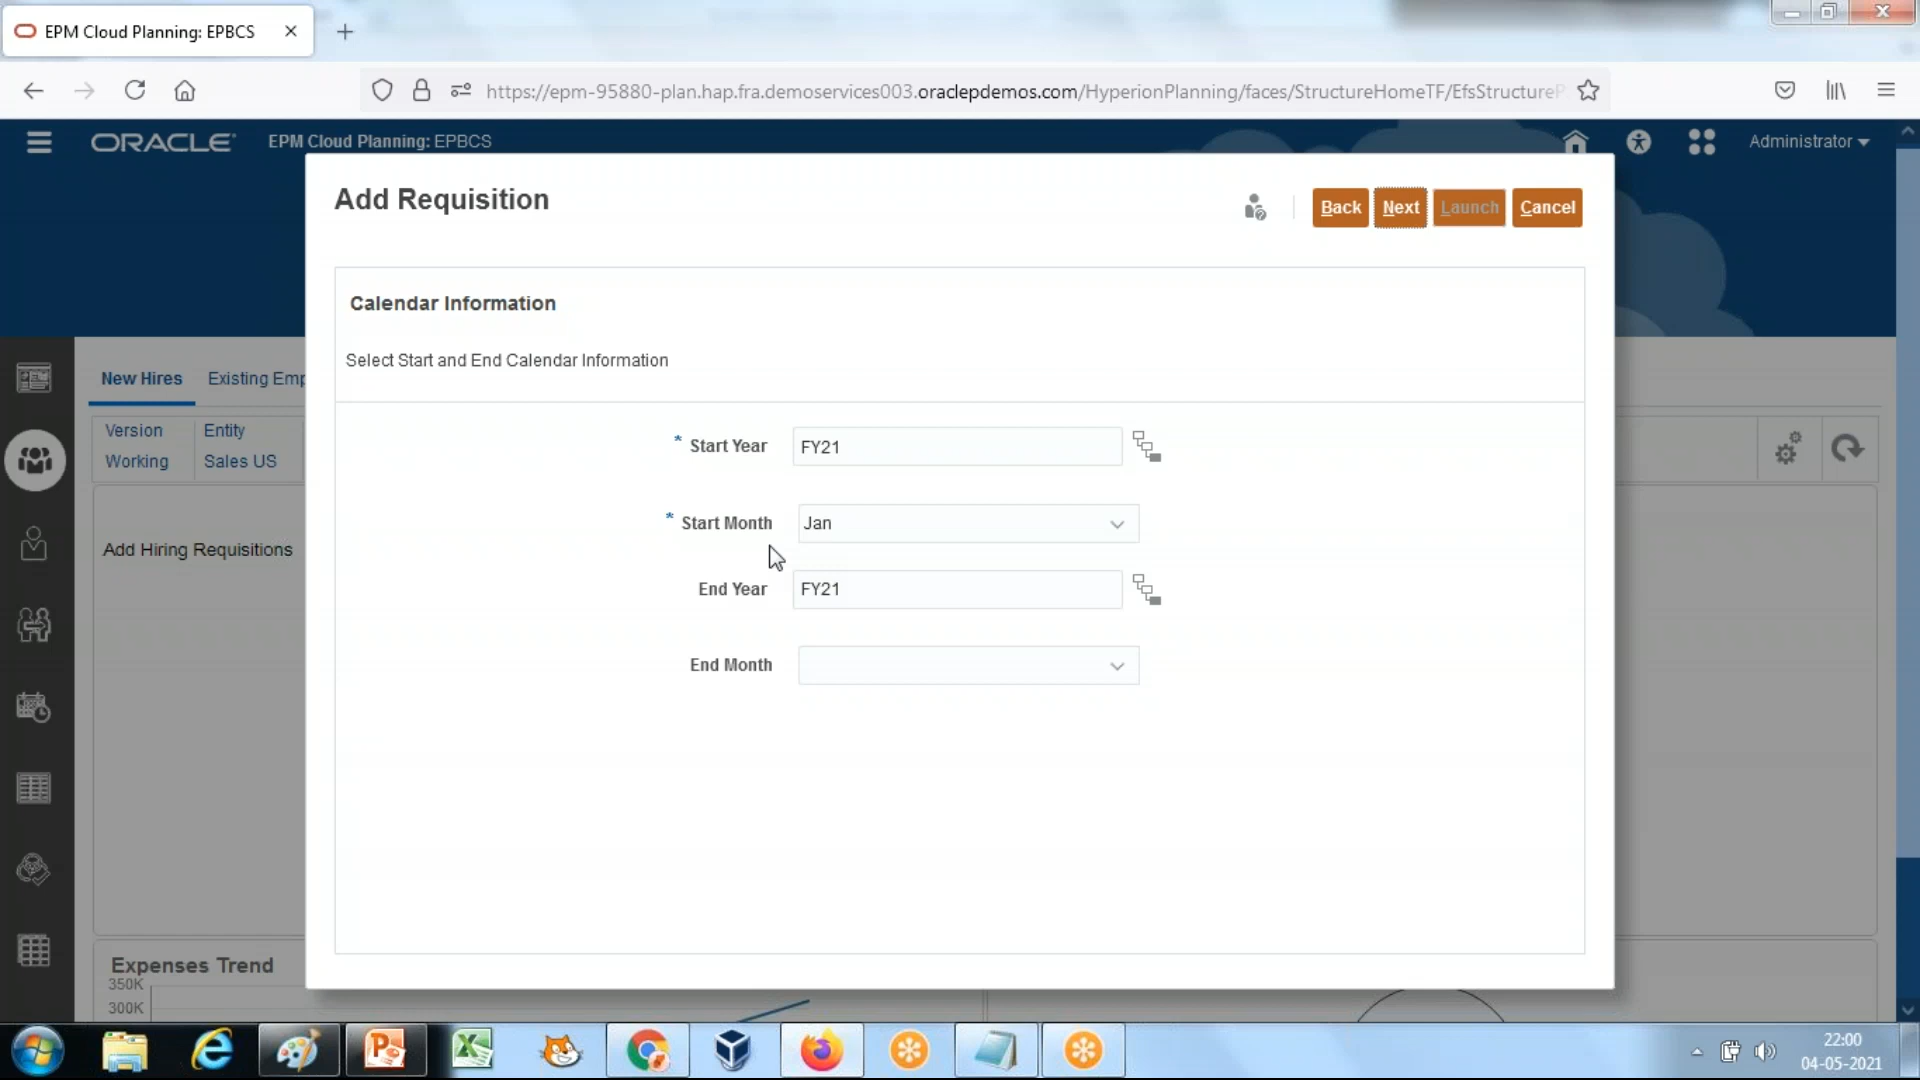 EPM Cloud Planning: EPBCS
https://epm-95880-plan.hap.fra.demoservices003.oraclepdemos.com/HyperionPlanning/faces/StructureHomeTF/EfsStructureP
ORACLE EPM Cloud Planning: EPBCS
Administrator
Add Requisition
Back Next Launch Cancel
Calendar Information
Select Start and End Calendar Information
New Hires Existing Emp
Version Entity
Working Sales US
* Start Year FY21
* Start Month Jan
End Year FY21
End Month
Add Hiring Requisitions
Expenses Trend
350K
300K
22:00
04-05-2021